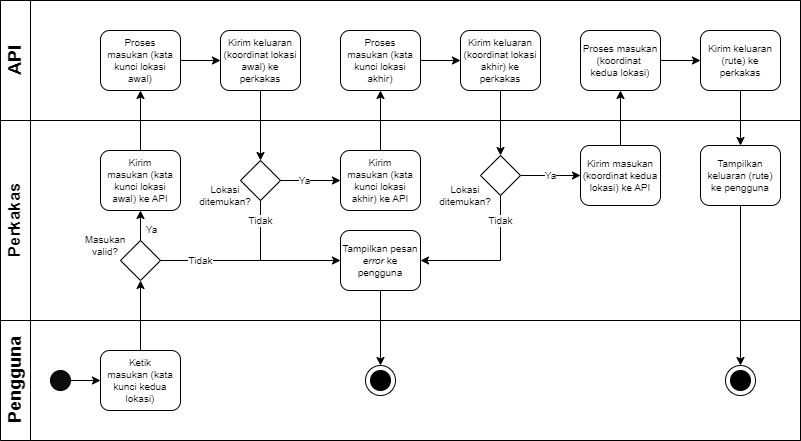 API
Proses
masukan (kata
kunci lokasi
awal)
Kirim keluaran
(koordinat lokasi
awal) ke
perkakas
Proses
masukan (kata
kunci lokasi
akhir)
Kirim keluaran
(koordinat lokasi
akhir) ke
perkakas
Proses masukan
(koordinat
kedua lokasi)
Kirim keluaran
(rute) ke
perkakas
Perkakas
Kirim
masukan (kata
kunci lokasi
awal) ke API
Lokasi
ditemukan?
Ya
Kirim
masukan (kata
kunci lokasi
akhir) ke API
Lokasi
ditemukan?
Ya
Kirim masukan
(koordinat kedua
lokasi) ke API
Tampilkan
keluaran (rute)
ke pengguna
Ya
Tidak
Tidak
Masukan
valid?
Tidak
Tampilkan pesan
error ke
pengguna
Pengguna
Ketik
masukan (kata
kunci kedua
lokasi)